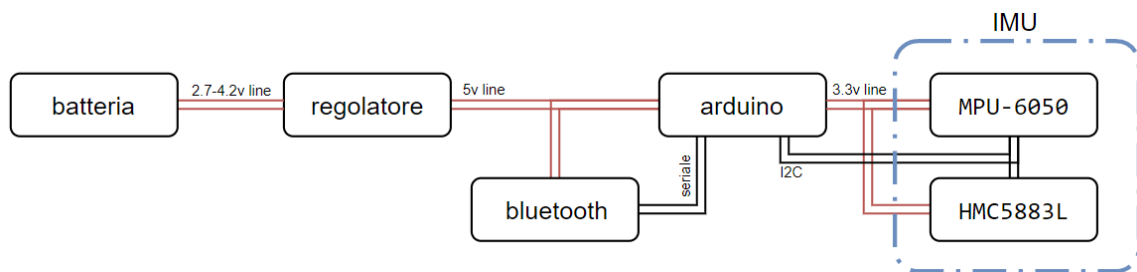 IMU
batteria
2.7-4.2v line
regolatore
5v line
arduino
3.3v line
MPU-6050
seriale
I2C
bluetooth
HMC5883L